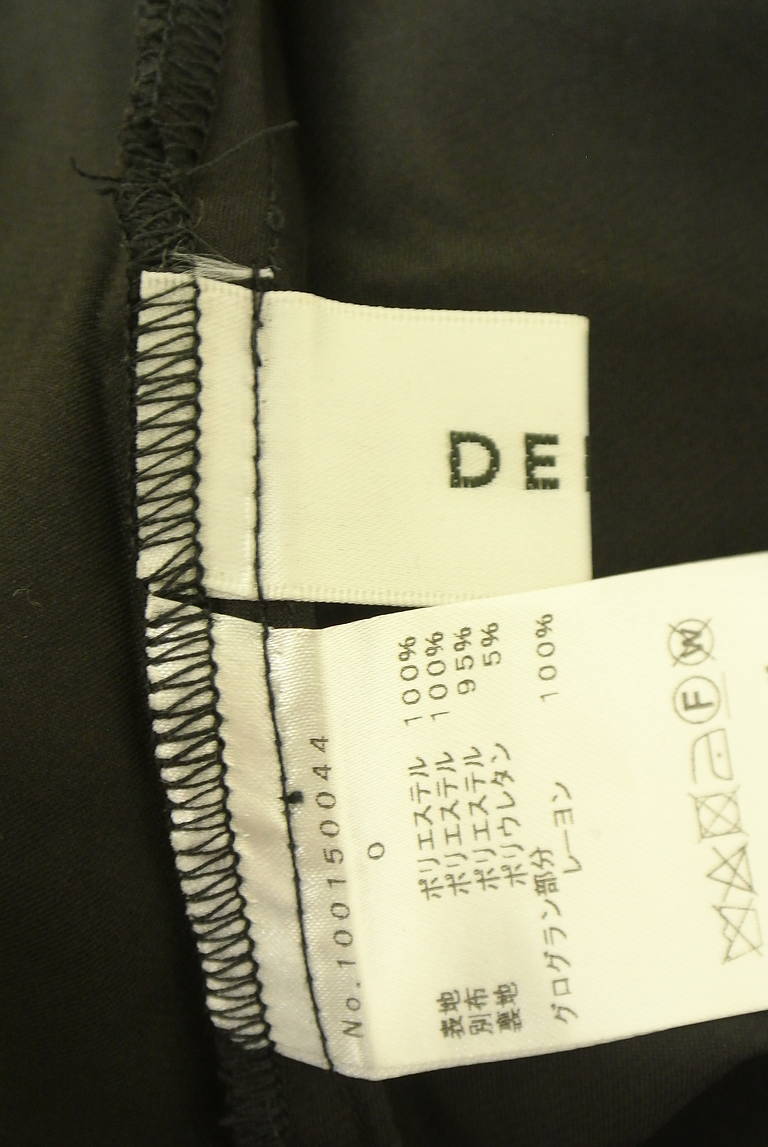 DE
No.10015004 4
0
表地 ポリエステル 100%
別布 ポリエステル 100%
裏地 ポリエステル 95%
ポリウレタン 5%
グログラン部分
レーヨン 100%
F
W